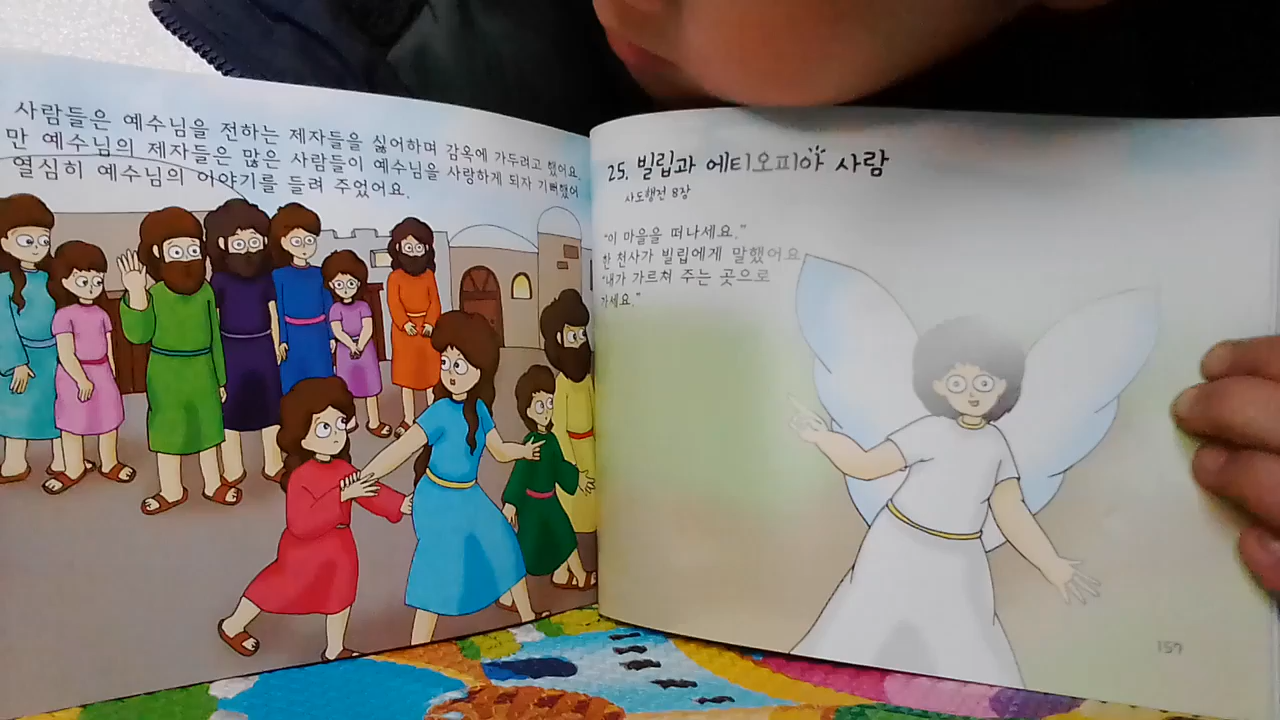 사람들은 예수님을 전하는 제자들을 싫어하며 감옥에 가두려고 했어요.
만 예수님의 제자들은 많은 사람들이 예수님을 사랑하게 되자 기뻐했어
열심히 예수님의 이야기를 들려 주었어요.
25. 빌립과 에티오피아 사람
사도행전 8장
“이 마을을 떠나세요.”
한 천사가 빌립에게 말했어요
“내가 가르쳐 주는 곳으로
가세요.”
157